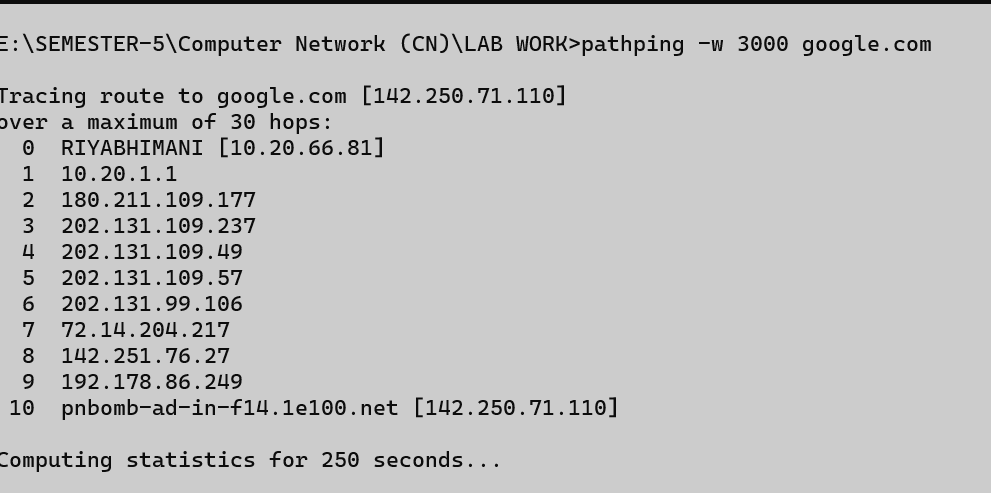 E:\SEMESTER-5\Computer Network (CN)\LAB WORK>pathping -w 3000 google.com
Tracing route to google.com [142.250.71.110]
over a maximum of 30 hops:
0 RIYABHIMANI [10.20.66.81]
1 10.20.1.1
2 180.211.109.177
3 202.131.109.237
4 202.131.109.49
5 202.131.109.57
6 202.131.99.106
7 72.14.204.217
8 142.251.76.27
9 192.178.86.249
10 pnbomb-ad-in-f14.1e100.net [142.250.71.110]
Computing statistics for 250 seconds...